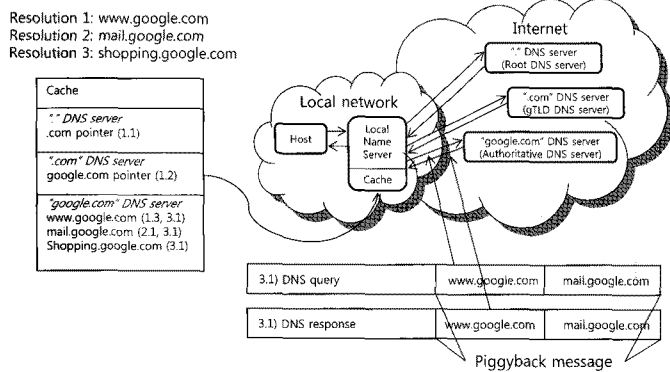 Resolution 1: www.google.com
Resolution 2: mail.google.com
Resolution 3: shopping.google.com
Cache
"." DNS server
.com pointer (1.1)
".com" DNS server
google.com pointer (1.2)
"google.com" DNS server
www.google.com (1.3, 3.1)
mail.google.com (2.1, 3.1)
Shopping.google.com (3.1)
Internet
"." DNS server
(Root DNS server)
".com" DNS server
(gTLD DNS server)
"google.com" DNS server
(Authoritative DNS server)
Local network
Host
Local
Name
Server
Cache
3.1) DNS query
www.google.com
mail.google.com
3.1) DNS response
www.google.com
mail.google.com
Piggyback message